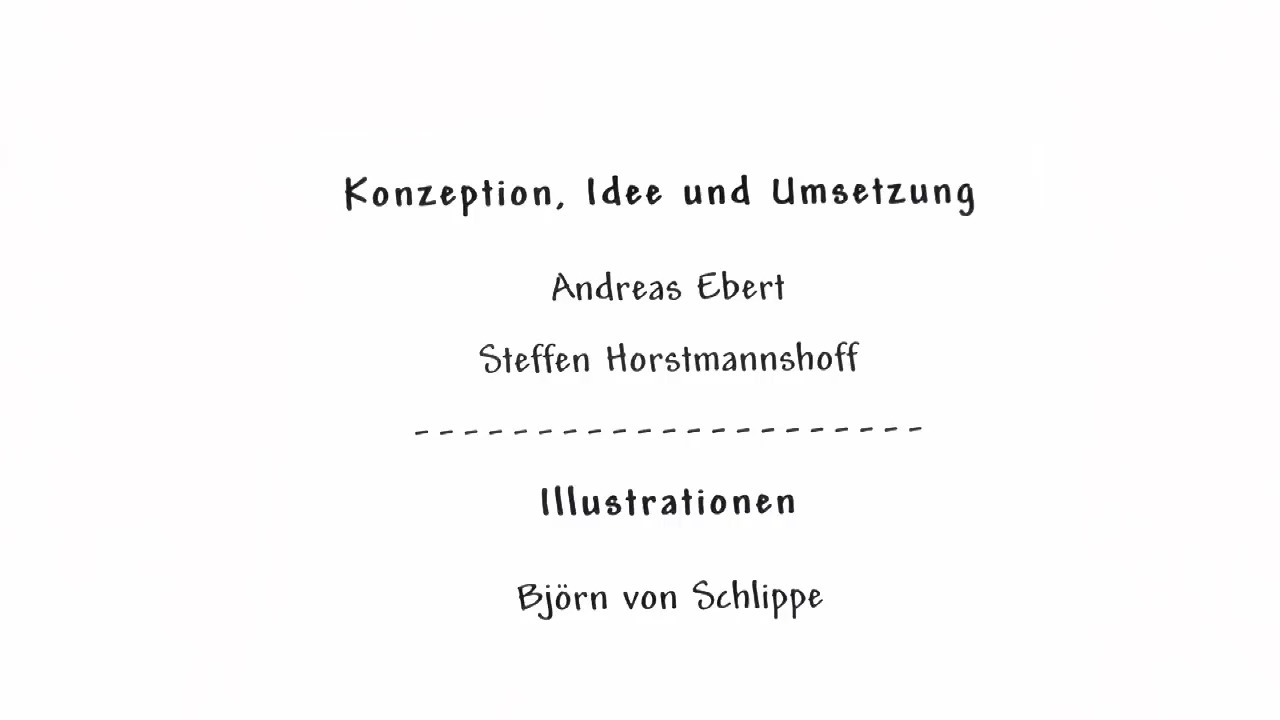 Konzeption, Idee und Umsetzung
Andreas Ebert
Steffen Horstmannshoff
---------------------
Illustrationen
Björn von Schlippe